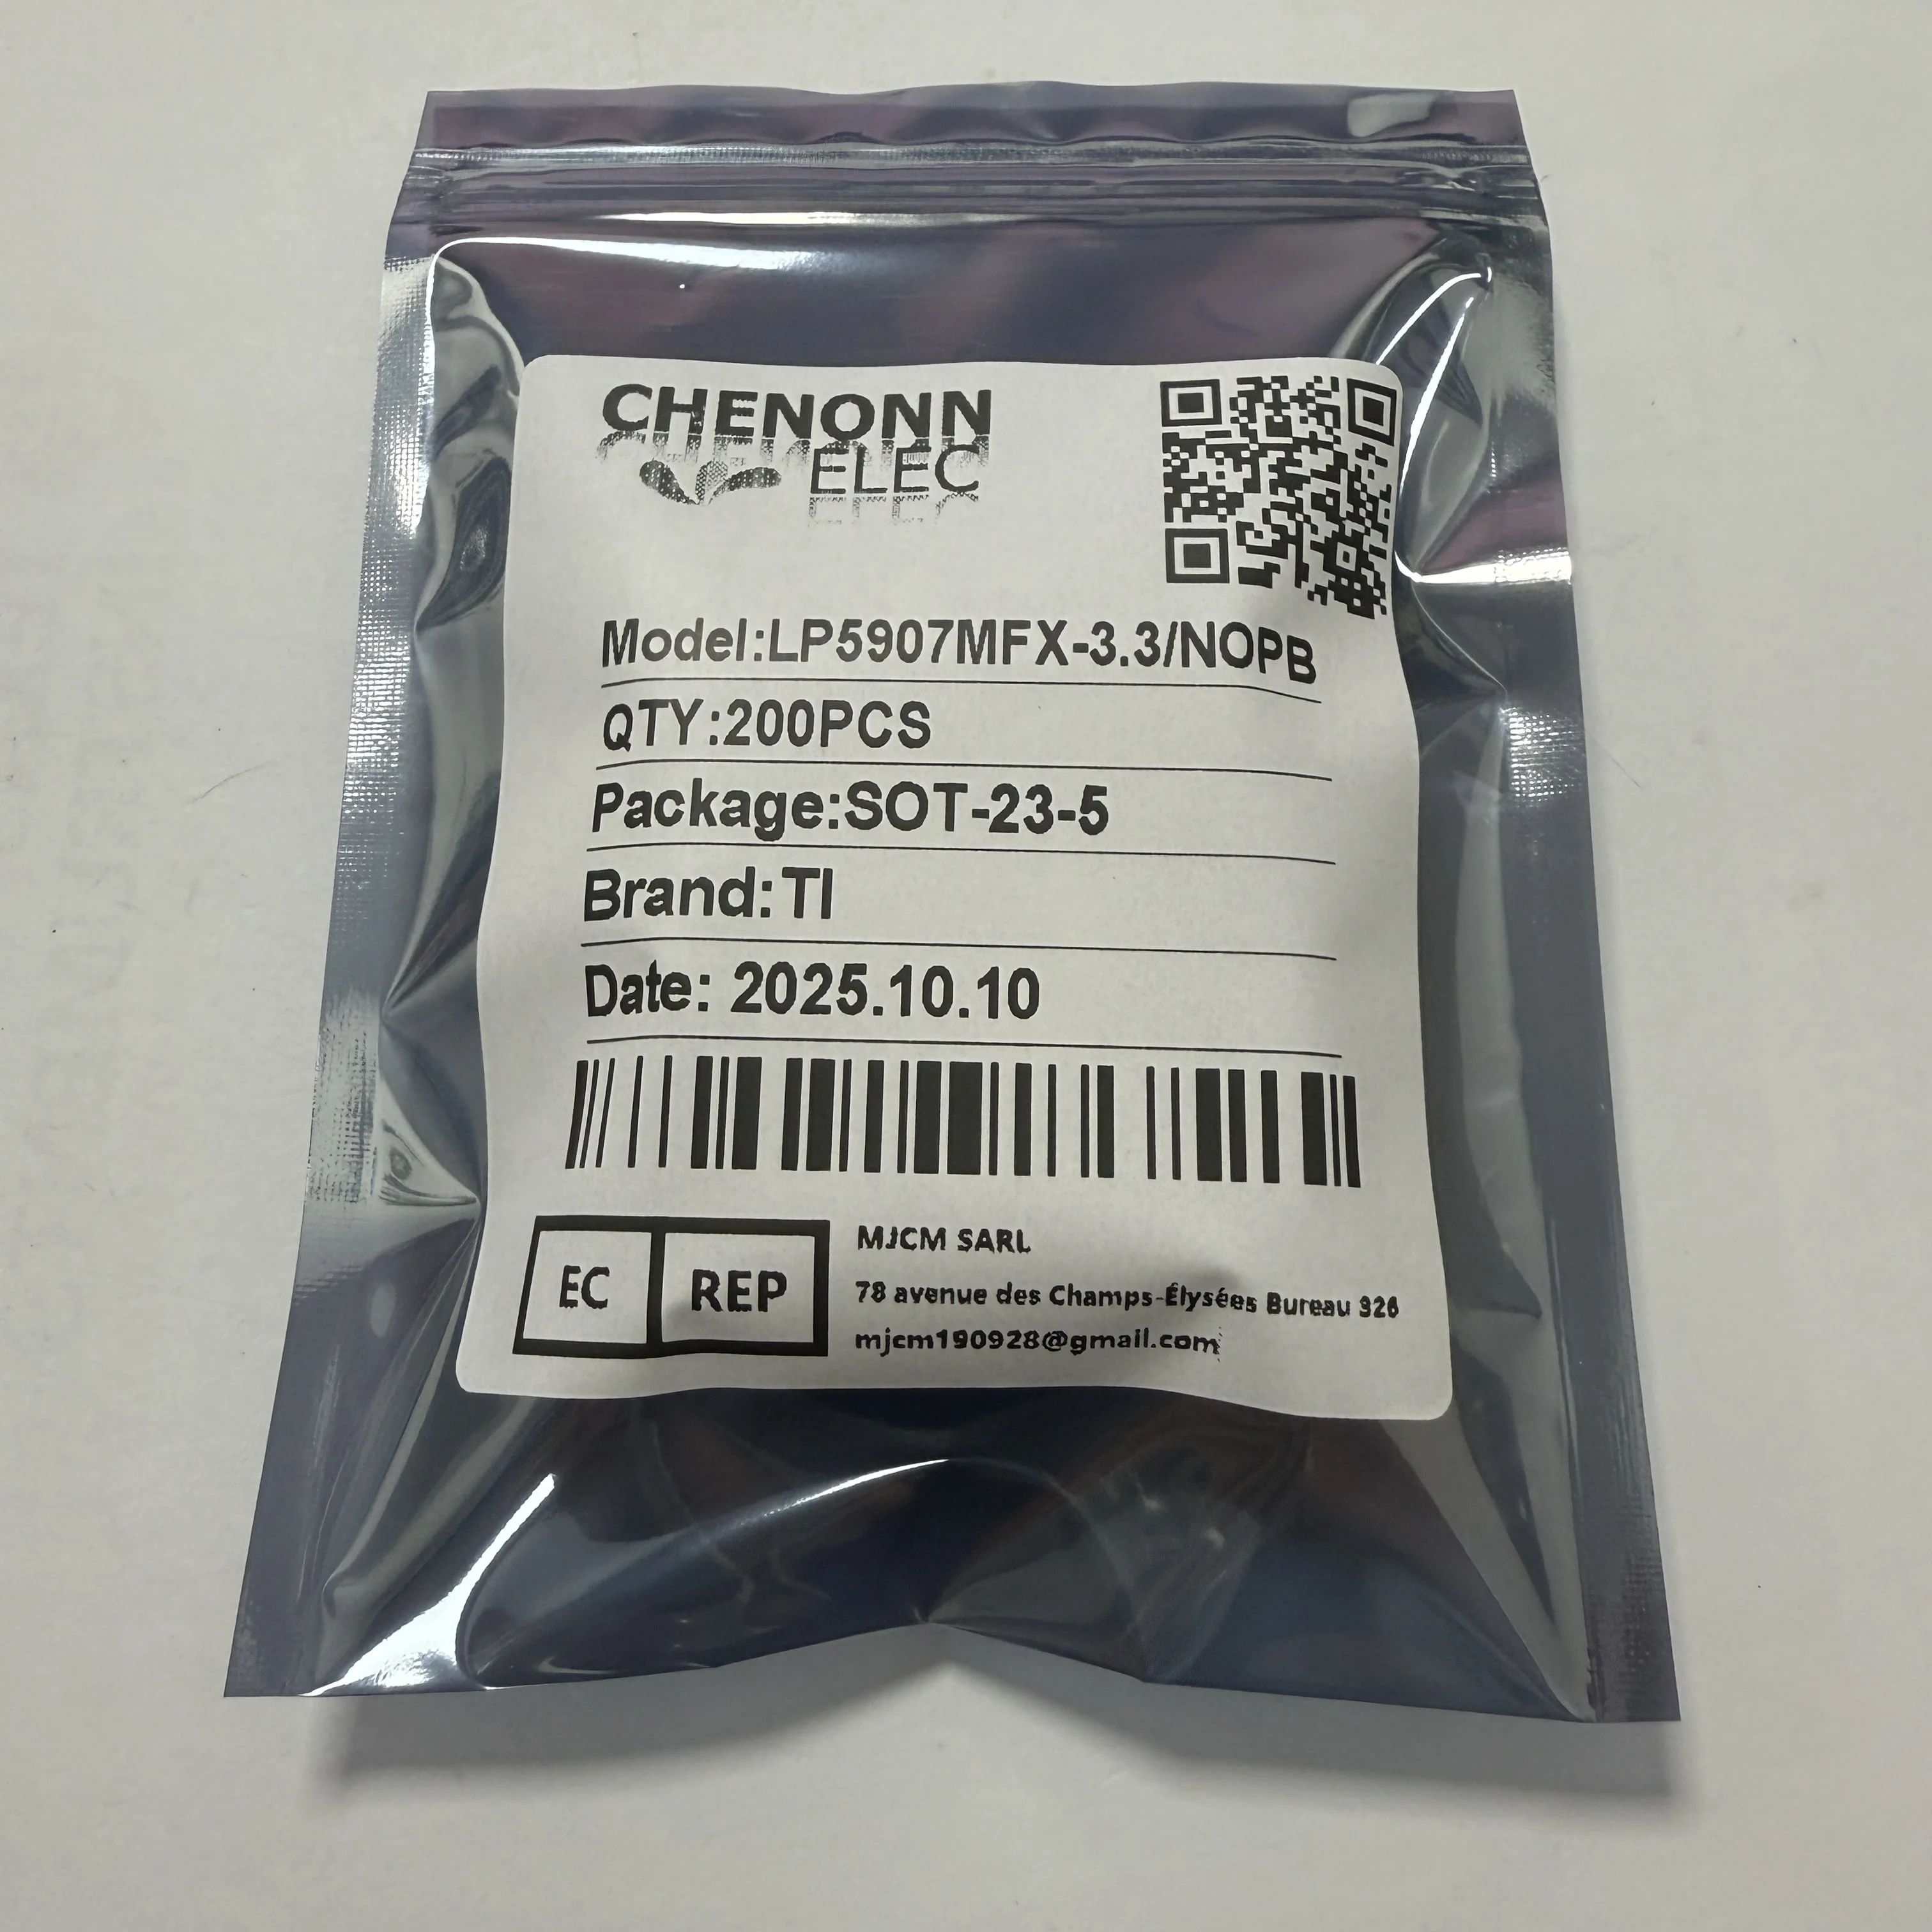 CHENONN
ELEC
Model:LP5907MFX-3.3/NOPB
QTY:200PCS
Package:SOT-23-5
Brand:TI
Date: 2025.10.10
EC REP
MJCM SARL
78 avenue des Champs-Élysées Bureau 326
mjcm190928@gmail.com